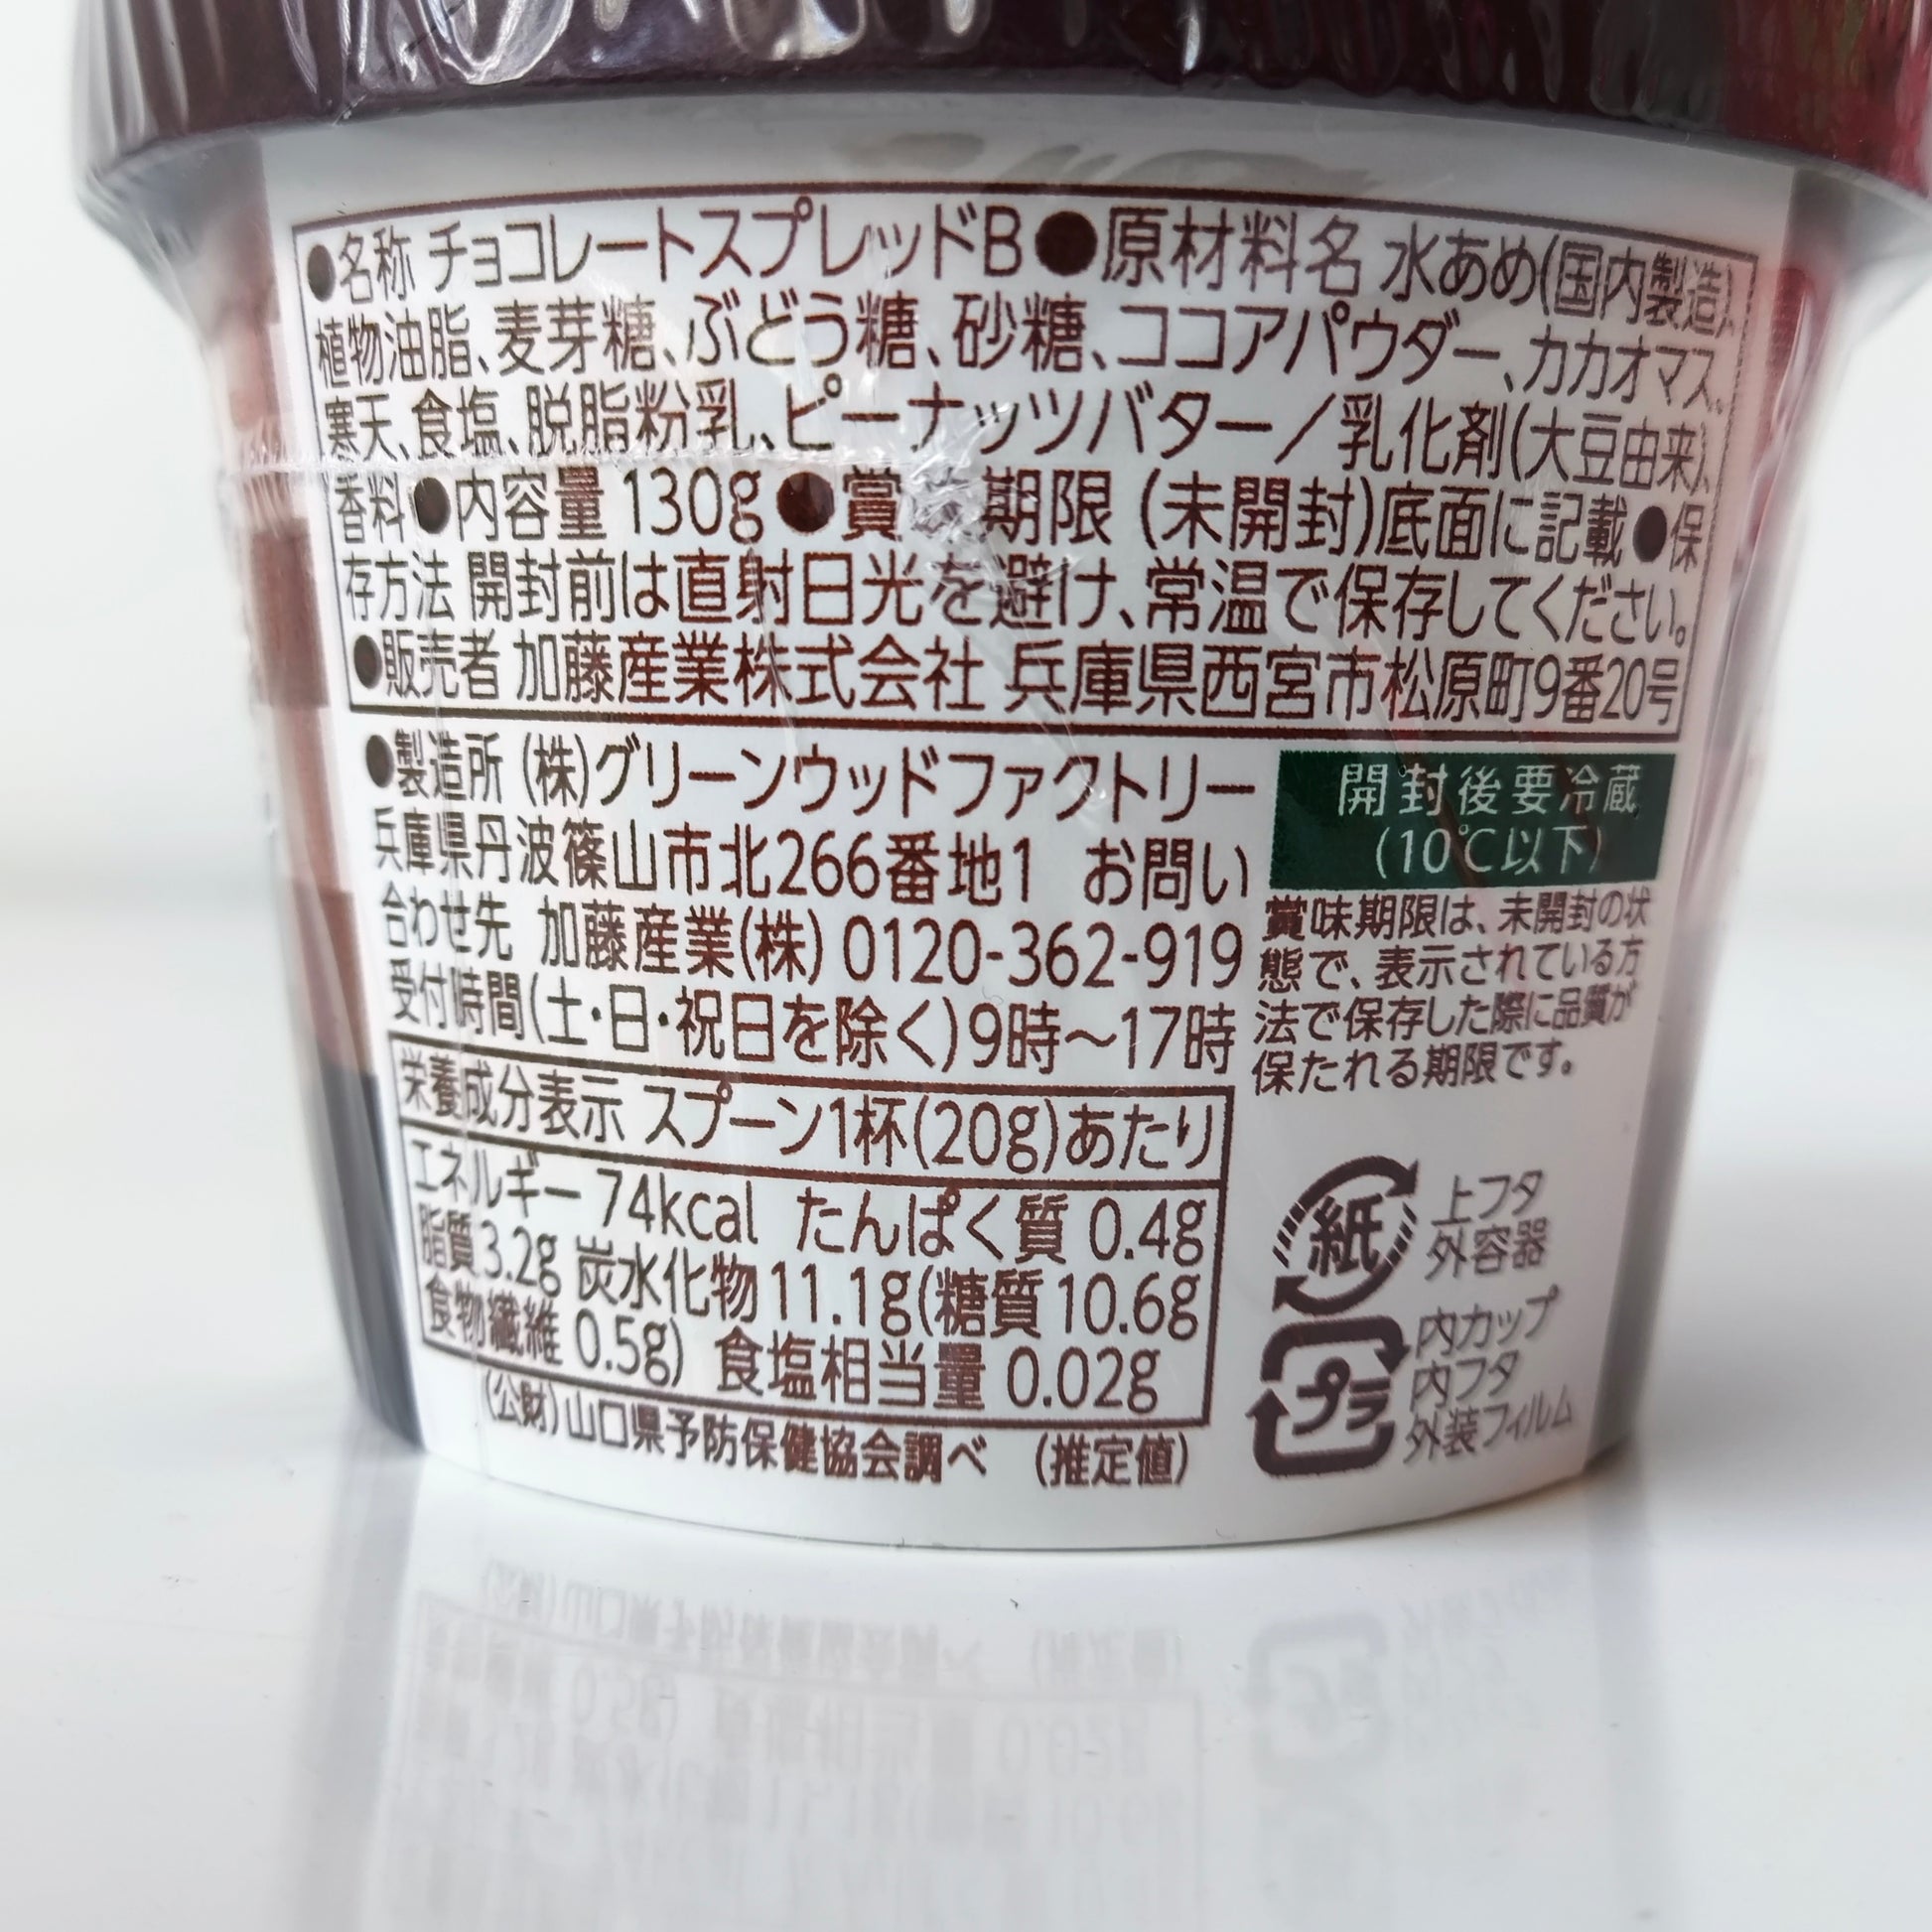 ●名称 チョコレートスプレッドB●原材料名 水あめ(国内製造)、
植物油脂、麦芽糖、ぶどう糖、砂糖、ココアパウダー、カカオマス、
寒天、食塩、脱脂粉乳、ピーナッツバター／乳化剤(大豆由来)、
香料●内容量 130g●賞 期限 (未開封)底面に記載●保
存方法 開封前は直射日光を避け、常温で保存してください。
●販売者 加藤産業株式会社 兵庫県西宮市松原町9番20号
●製造所 (株)グリーンウッドファクトリー
兵庫県丹波篠山市北266番地1 お問い
合わせ先 加藤産業(株) 0120-362-919
受付時間(土・日・祝日を除く)9時～17時
開封後要冷蔵
(10℃以下)
賞味期限は、未開封の状
態で、表示されている方
法で保存した際に品質が
保たれる期限です。
栄養成分表示 スプーン1杯(20g)あたり
エネルギー 74kcal たんぱく質 0.4g
脂質3.2g 炭水化物11.1g(糖質10.6g
食物繊維 0.5g) 食塩相当量 0.02g
(公財)山口県予防保健協会調べ (推定値)
紙
上フタ
外容器
プラ
内カップ
内フタ
外装フィルム